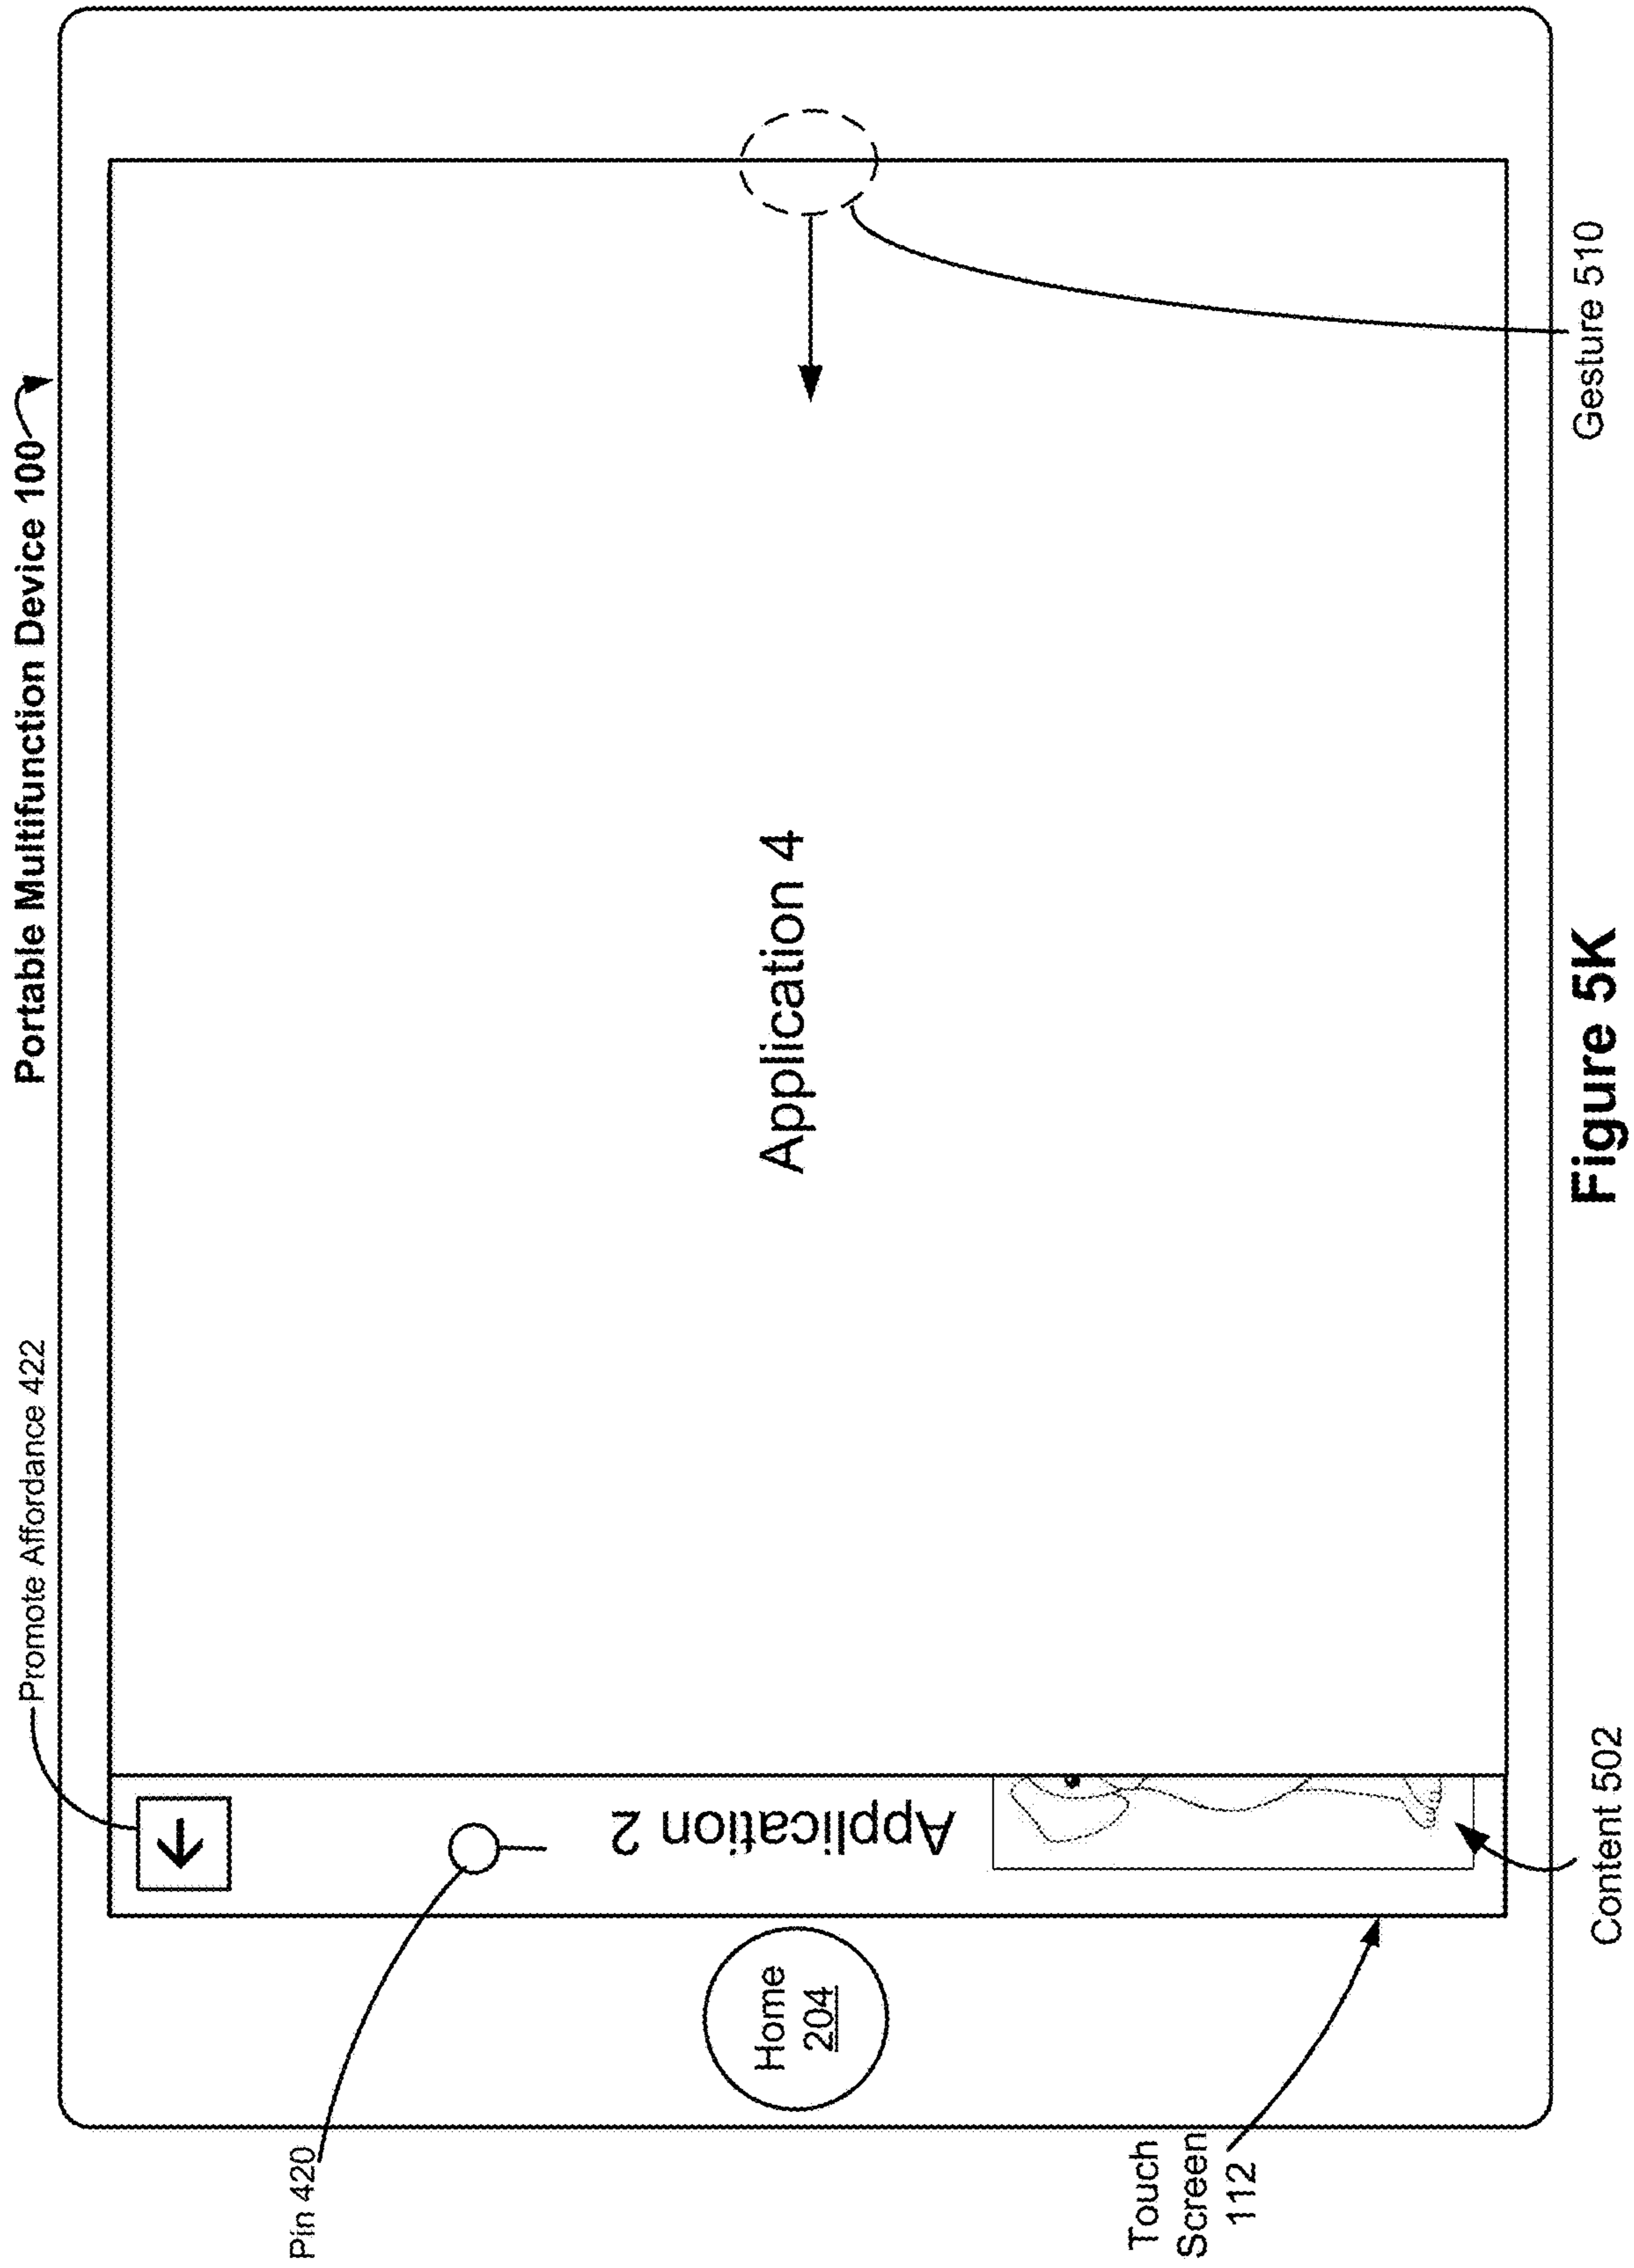 Portable Multifunction Device 100
Promote Affordance 422
Pin 420
Application 2
Application 4
Home
204
Gesture 510
Content 502
Touch
Screen
112
Figure 5K